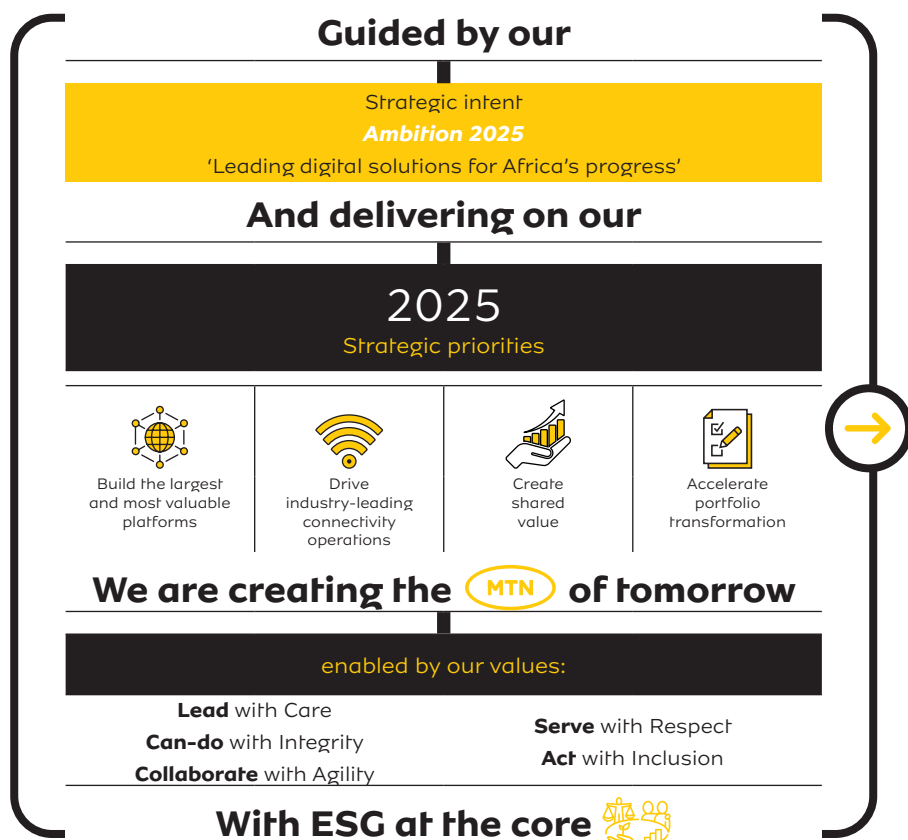 Guided by our
Strategic intent
Ambition 2025
‘Leading digital solutions for Africa’s progress’
And delivering on our
2025
Strategic priorities
Build the largest
and most valuable
platforms
Drive
industry-leading
connectivity
operations
Create
shared
value
Accelerate
portfolio
transformation
We are creating the MTN of tomorrow
enabled by our values:
Lead with Care
Can-do with Integrity
Collaborate with Agility
Serve with Respect
Act with Inclusion
With ESG at the core